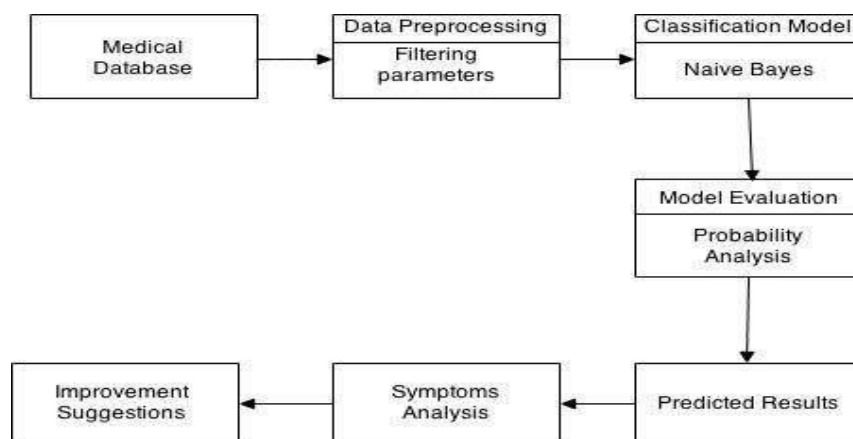 Medical
Database
Data Preprocessing
Filtering
parameters
Classification Model
Naive Bayes
Model Evaluation
Probability
Analysis
Predicted Results
Symptoms
Analysis
Improvement
Suggestions